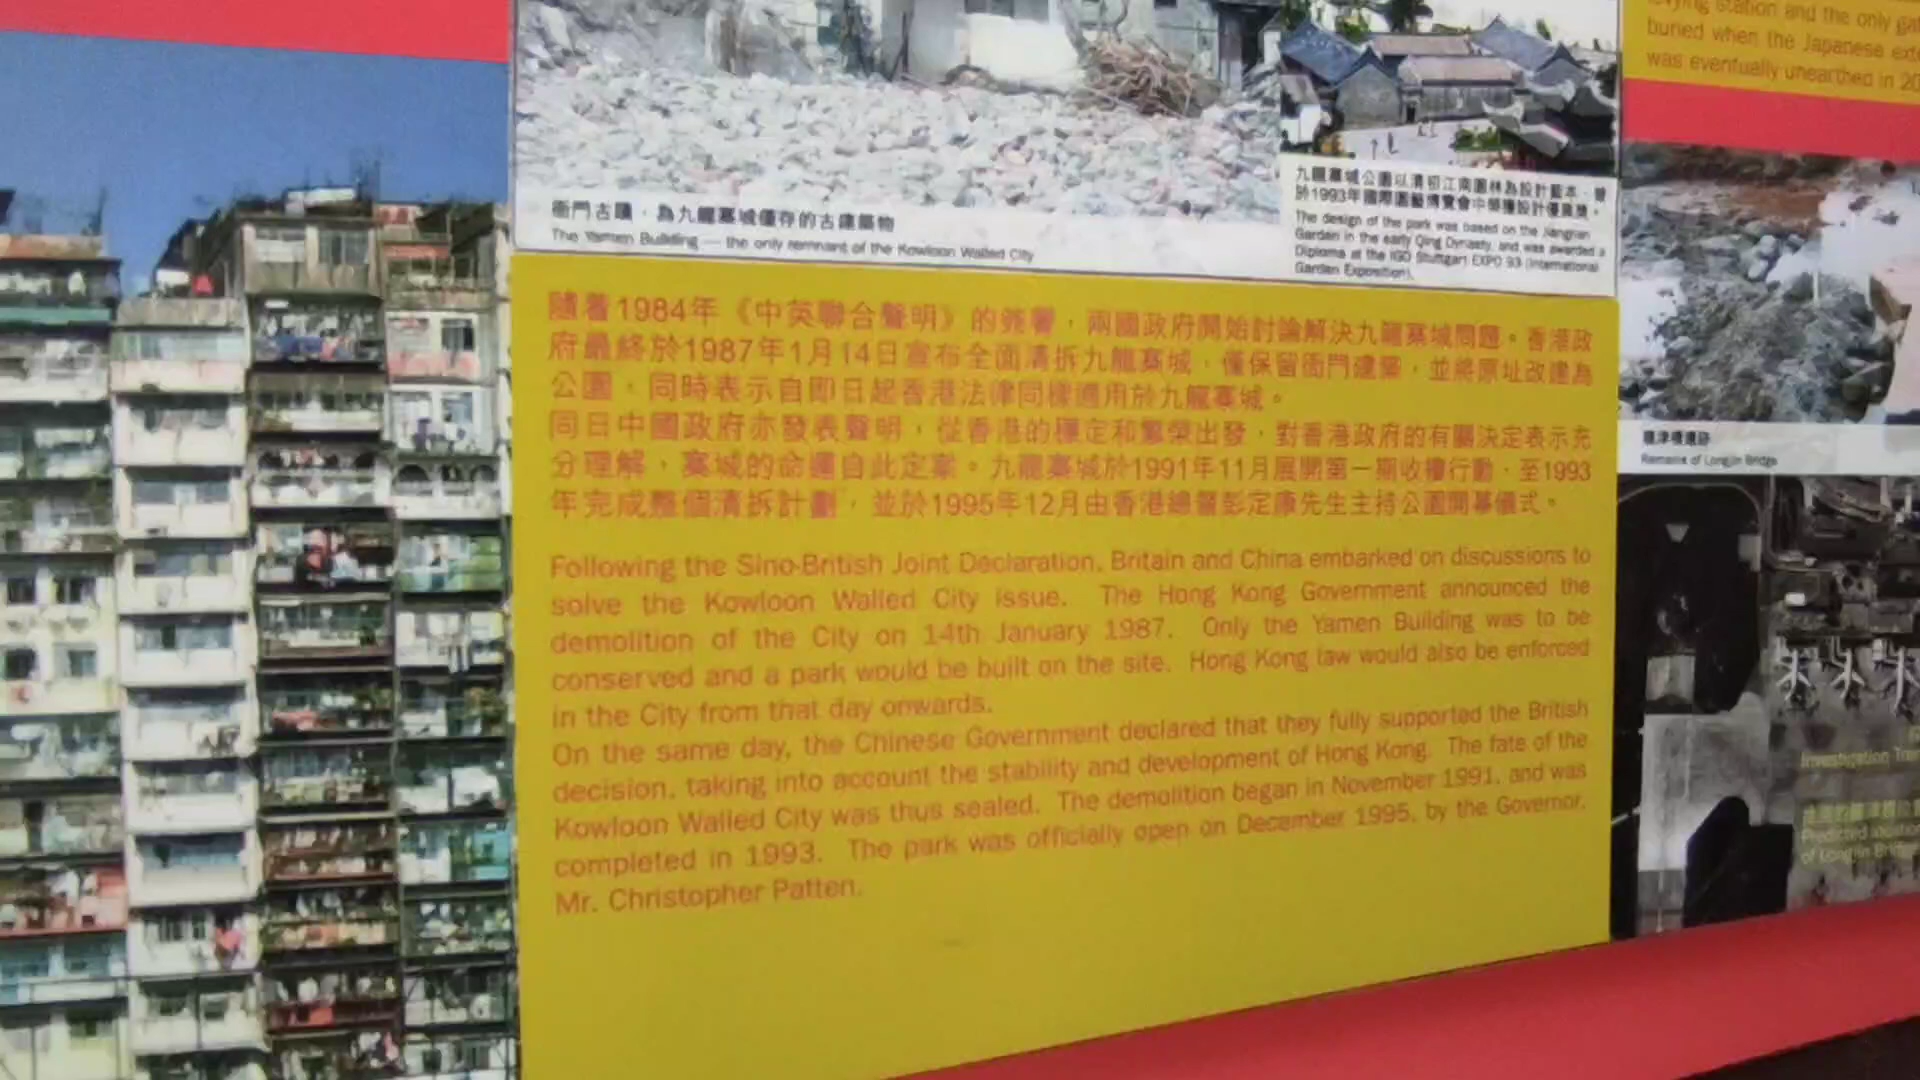 衙門古蹟，為九龍寨城僅存的古建築物
The Yamen Building — the only remnant of the Kowloon Walled City
九龍寨城公園以清初江南園林為設計藍本，曾
於1993年國際園藝博覽會中榮獲設計優異獎。
The design of the park was based on the Jiangnan
Garden in the early Qing Dynasty, and was awarded a
Diploma at the IGO Stuttgart EXPO 93 (International
Garden Exposition).
levying station and the only
buried when the Japanese
was eventually unearthed in
隨着1984年《中英聯合聲明》的簽署，兩國政府開始討論解決九龍寨城問題。香港政
府最終於1987年1月14日宣布全面清拆九龍寨城，僅保留衙門建築，並將原址改建為
公園，同時表示自即日起香港法律同樣適用於九龍寨城。
同日中國政府亦發表聲明，從香港的穩定和繁榮出發，對香港政府的有關決定表示充
分理解，寨城的命運自此定案。九龍寨城於1991年11月展開第一期收樓行動，至1993
年完成整個清拆計劃，並於1995年12月由香港總督彭定康先生主持公園開幕儀式。
Following the Sino-British Joint Declaration, Britain and China embarked on discussions to
solve the Kowloon Walled City issue. The Hong Kong Government announced the
demolition of the City on 14th January 1987. Only the Yamen Building was to be
conserved and a park would be built on the site. Hong Kong law would also be enforced
in the City from that day onwards.
On the same day, the Chinese Government declared that they fully supported the British
decision, taking into account the stability and development of Hong Kong. The fate of the
Kowloon Walled City was thus sealed. The demolition began in November 1991, and was
completed in 1993. The park was officially open on December 1995, by the Governor,
Mr. Christopher Patten.
龍津橋遺跡
Remains of Longjin Bridge
Investigation
Predicted
of Longjin